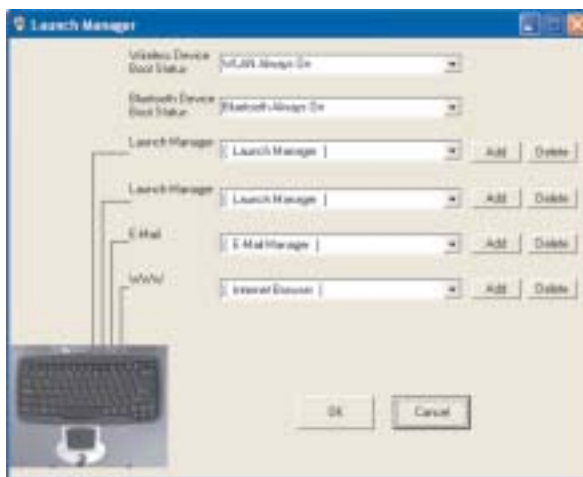 Launch Manager
Wireless Device
Boot Status
WLAN Always On
Bluetooth Device
Boot Status
Bluetooth Always On
Launch Manager
[ Launch Manager ]
Add
Delete
Launch Manager
[ Launch Manager ]
Add
Delete
E-Mail
[ E-Mail Manager ]
Add
Delete
WWW
[ Internet Browser ]
Add
Delete
OK
Cancel